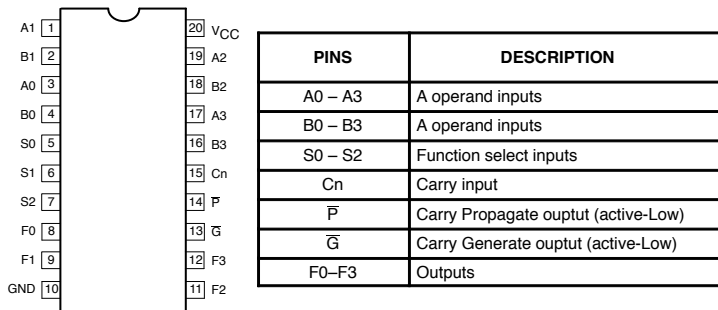 A1 1 20 VCC
B1 2 19 A2
A0 3 18 B2
B0 4 17 A3
S0 5 16 B3
S1 6 15 Cn
S2 7 14 P̅
F0 8 13 G̅
F1 9 12 F3
GND 10 11 F2
PINS DESCRIPTION
A0 – A3 A operand inputs
B0 – B3 A operand inputs
S0 – S2 Function select inputs
Cn Carry input
P̅ Carry Propagate ouptut (active-Low)
G̅ Carry Generate ouptut (active-Low)
F0–F3 Outputs